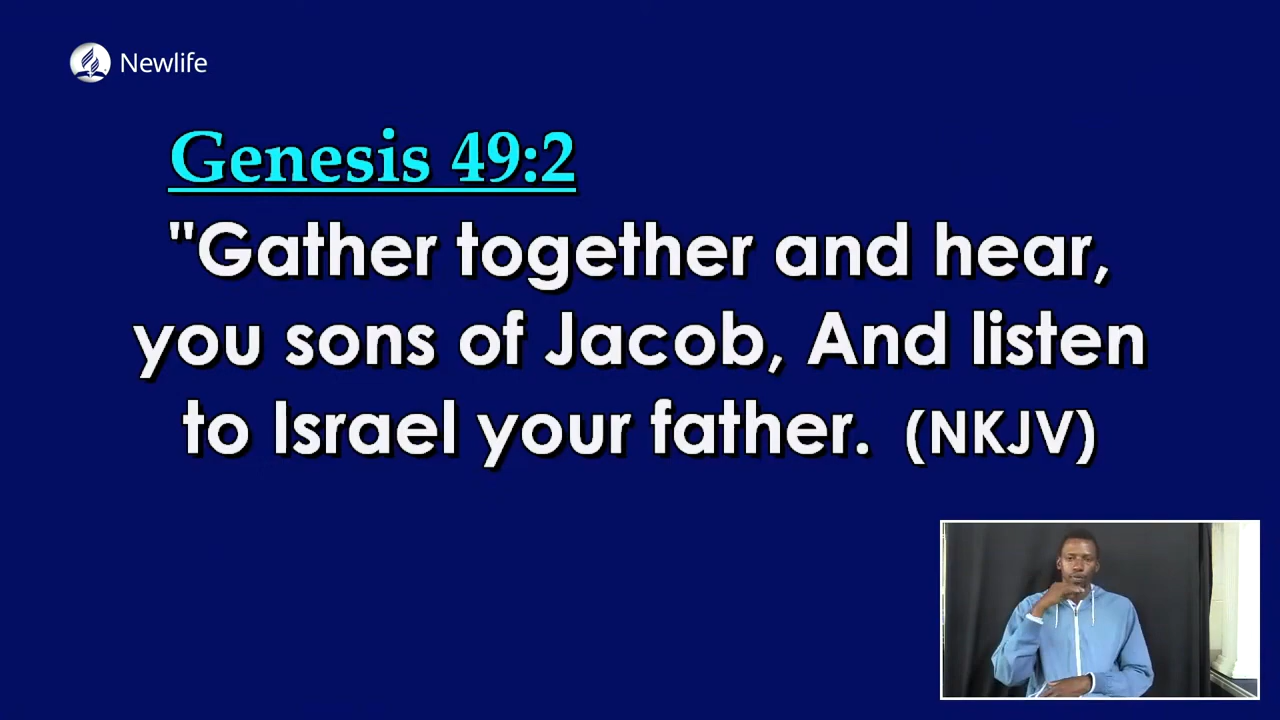 Newlife
Genesis 49:2
"Gather together and hear,
you sons of Jacob, And listen
to Israel your father. (NKJV)